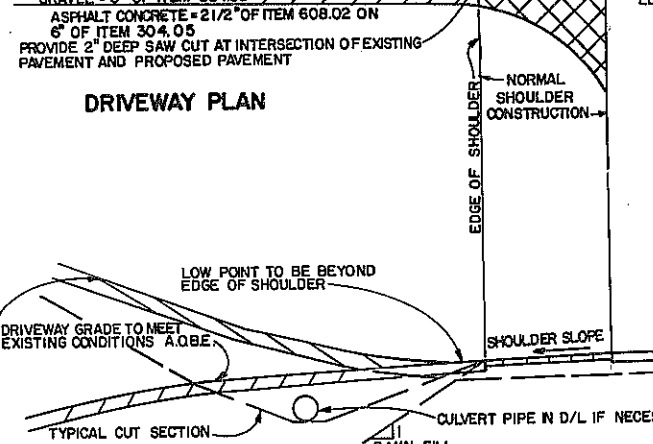 ASPHALT CONCRETE = 2 1/2" OF ITEM 608.02 ON
6" OF ITEM 304.05
PROVIDE 2" DEEP SAW CUT AT INTERSECTION OF EXISTING
PAVEMENT AND PROPOSED PAVEMENT
DRIVEWAY PLAN
EDGE OF SHOULDER
NORMAL
SHOULDER
CONSTRUCTION
LOW POINT TO BE BEYOND
EDGE OF SHOULDER
DRIVEWAY GRADE TO MEET
EXISTING CONDITIONS A.O.B.E.
SHOULDER SLOPE
TYPICAL CUT SECTION
CULVERT PIPE IN D/L IF NECES
1